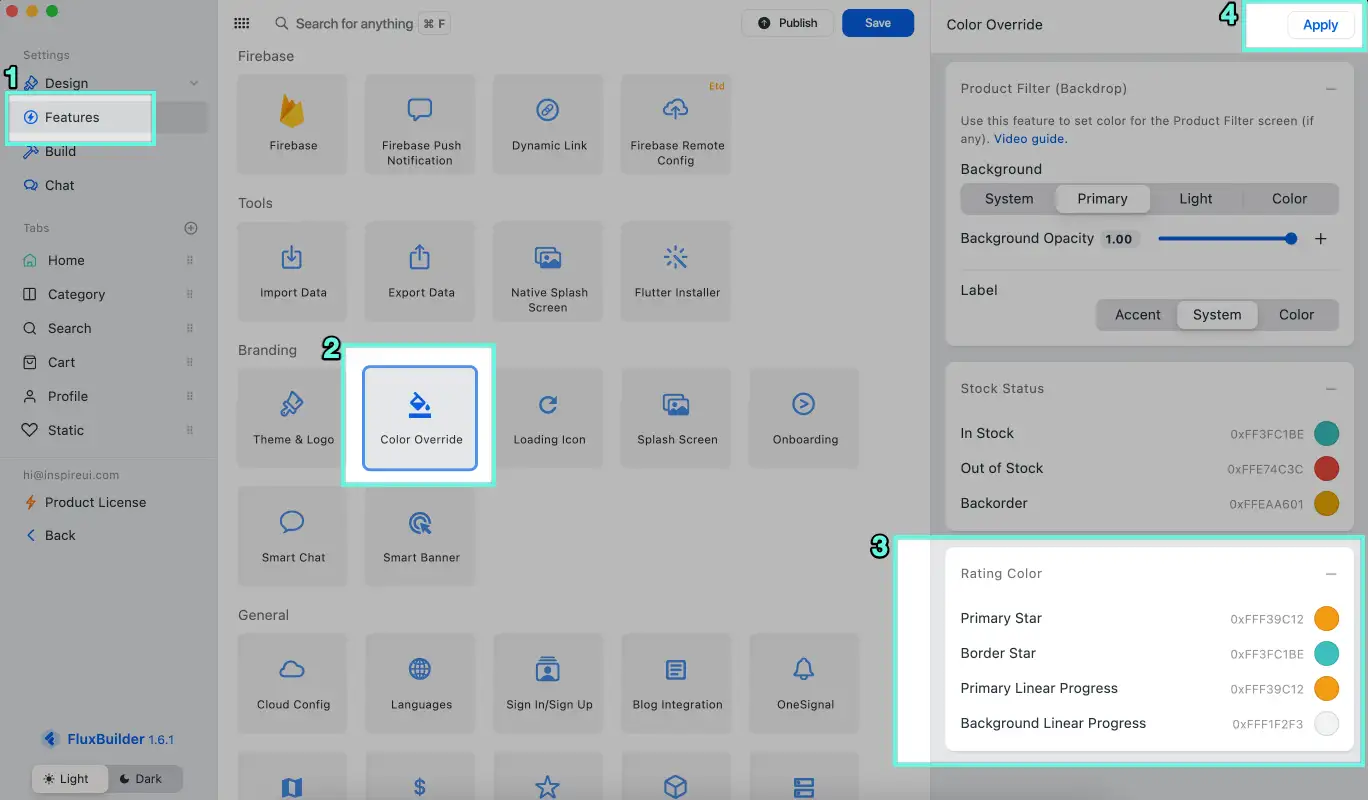 Search for anything ⌘ F
Publish
Save
Color Override
4
Apply
Settings
1
Design
Features
Build
Chat
Tabs
Home
Category
Search
Cart
Profile
Static
hi@inspireui.com
Product License
Back
FluxBuilder 1.6.1
Light
Dark
Firebase
Firebase
Firebase Push
Notification
Dynamic Link
Etd
Firebase Remote
Config
Tools
Import Data
Export Data
Native Splash
Screen
Flutter Installer
Branding
2
Theme & Logo
Color Override
Loading Icon
Splash Screen
Onboarding
Smart Chat
Smart Banner
General
Cloud Config
Languages
Sign In/Sign Up
Blog Integration
OneSignal
Product Filter (Backdrop)
Use this feature to set color for the Product Filter screen (if
any). Video guide.
Background
System
Primary
Light
Color
Background Opacity 1.00
Label
Accent
System
Color
Stock Status
In Stock 0xFF3FC1BE
Out of Stock 0xFFE74C3C
Backorder 0xFFEAA601
3
Rating Color
Primary Star 0xFFF39C12
Border Star 0xFF3FC1BE
Primary Linear Progress 0xFFF39C12
Background Linear Progress 0xFFF1F2F3